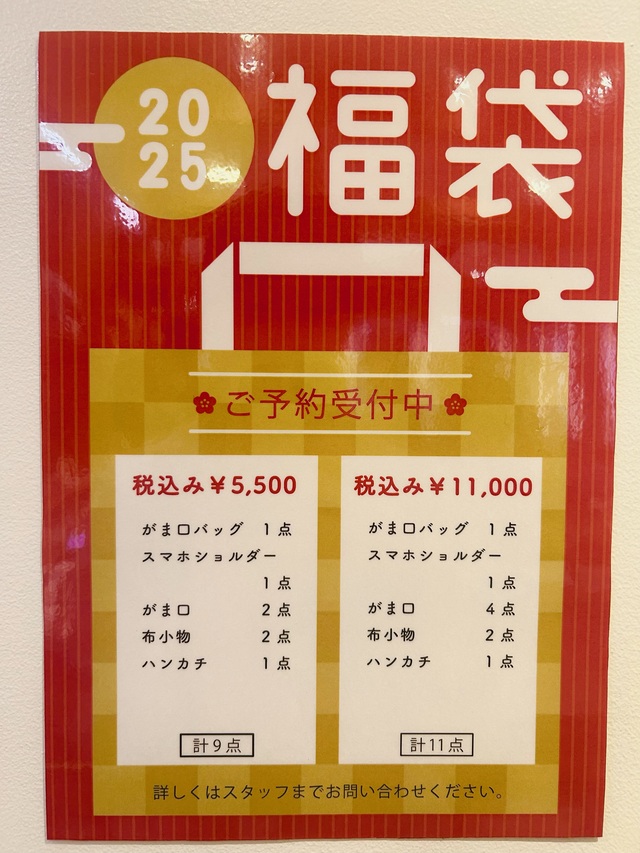 20
25
福袋
ご予約受付中
税込み¥5,500
がま口バッグ 1点
スマホショルダー
1点
がま口 2点
布小物 2点
ハンカチ 1点
計9点
税込み¥11,000
がま口バッグ 1点
スマホショルダー
1点
がま口 4点
布小物 2点
ハンカチ 1点
計11点
詳しくはスタッフまでお問い合わせください。